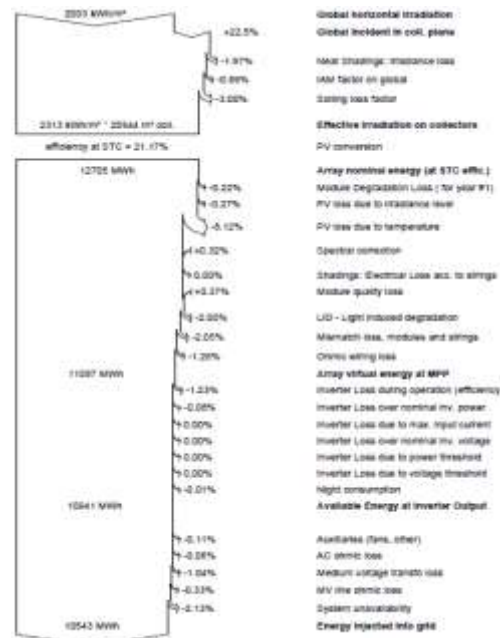 Global horizontal irradiation
+22.5% Global incident in coll. plane
-1.97% Near Shadings: irradiance loss
IAM factor on global
-3.00% Soiling loss factor
Effective irradiation on collectors
efficiency at STC = 21.17% PV conversion
12705 MWh Array nominal energy (at STC effic.)
-0.22% Module Degradation Loss ( for year #1)
-0.27% PV loss due to irradiance level
PV loss due to temperature
+0.32% Spectral correction
0.00% Shadings: Electrical Loss acc. to strings
+0.37% Module quality loss
-2.00% LID - Light induced degradation
-2.05% Mismatch loss, modules and strings
Ohmic wiring loss
Array virtual energy at MPP
-1.23% Inverter Loss during operation (efficiency)
Inverter Loss over nominal inv. power
0.00% Inverter Loss due to max. input current
0.00% Inverter Loss over nominal inv. voltage
0.00% Inverter Loss due to power threshold
0.00% Inverter Loss due to voltage threshold
-0.01% Night consumption
Available Energy at Inverter Output
-0.11% Auxiliaries (fans, other)
AC ohmic loss
-1.04% Medium voltage transfo loss
-0.33% MV line ohmic loss
-2.13% System unavailability
10543 MWh Energy injected into grid